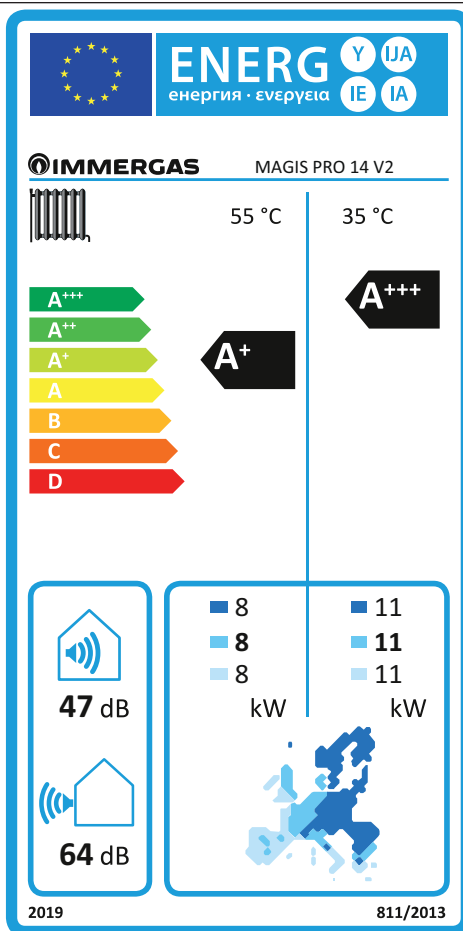 ENERG Y IJA
енергия · ενεργεια IE IA
IMMERGAS MAGIS PRO 14 V2
55 °C 35 °C
A+++
A++
A+
A
B
C
D
A+
A+++
8 11
8 11
8 11
kW kW
47 dB
64 dB
2019 811/2013